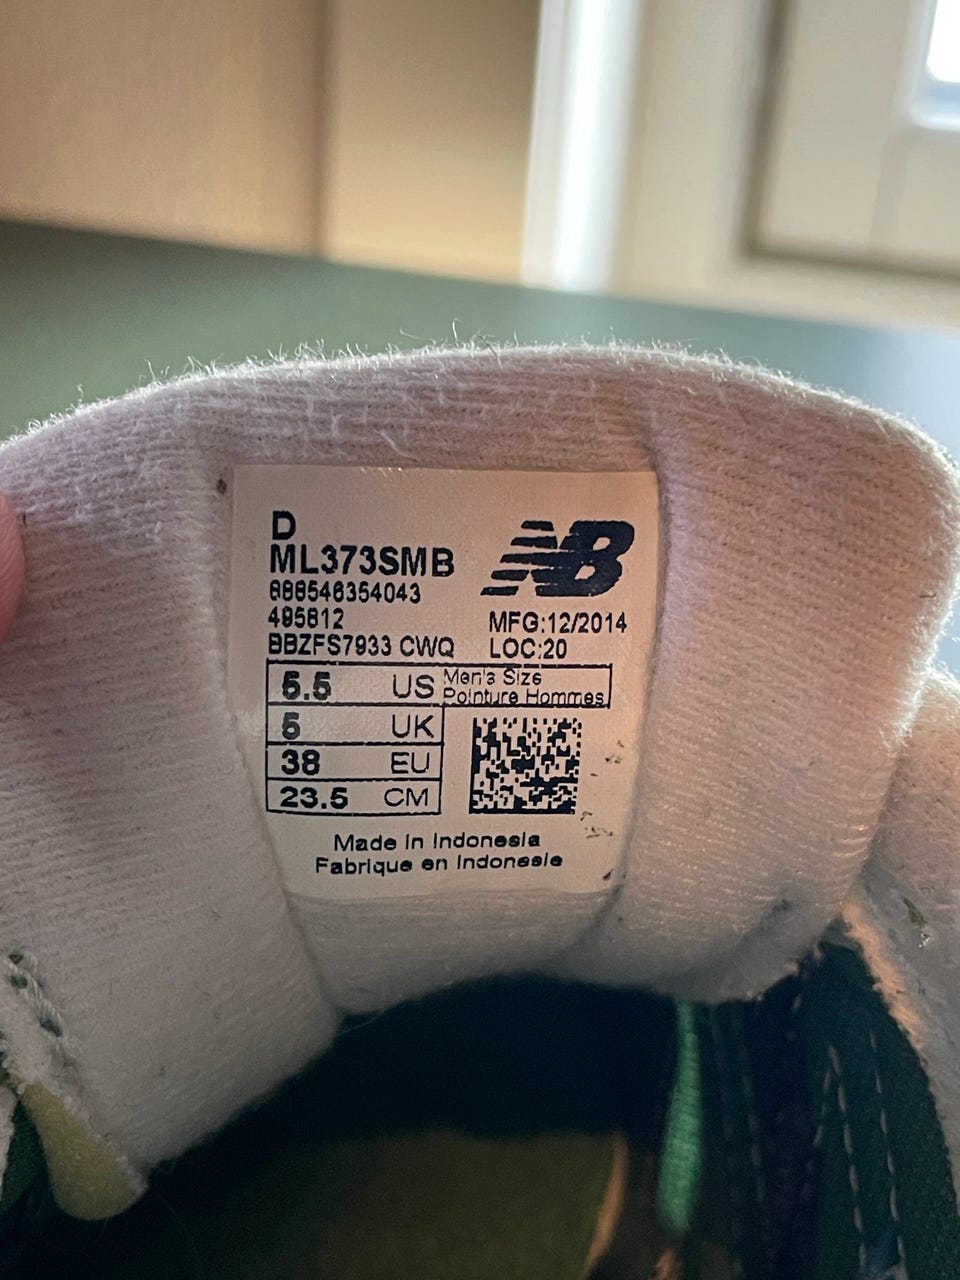 D
ML373SMB
NB
888546354043
495812
MFG:12/2014
BBZFS7933 CWQ
LOC:20
5.5 US Men's Size
Pointure Hommes
5 UK
38 EU
23.5 CM
Made in Indonesia
Fabrique en Indonesie